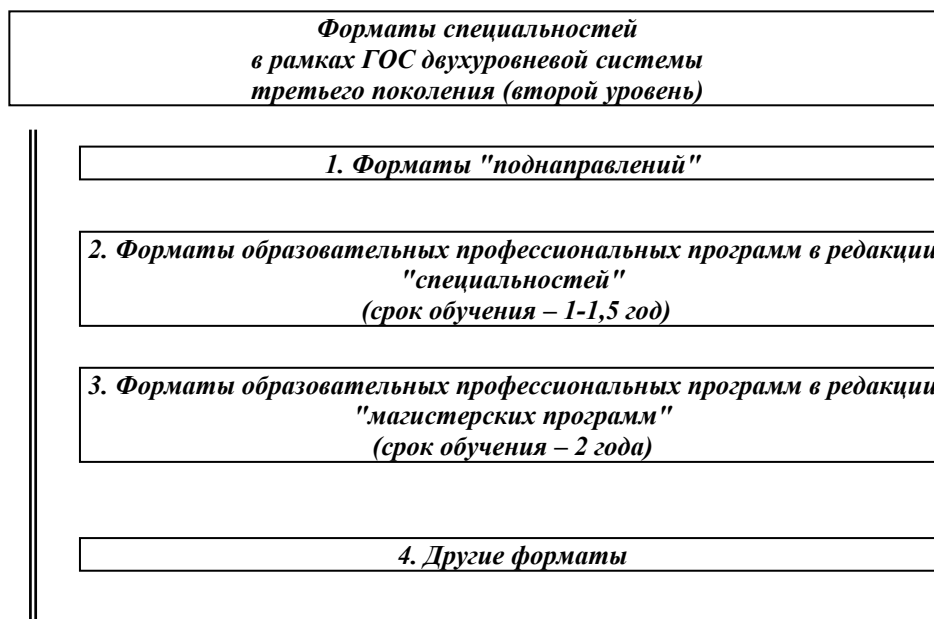 Форматы специальностей
в рамках ГОС двухуровневой системы
третьего поколения (второй уровень)
1. Форматы "поднаправлений"
2. Форматы образовательных профессиональных программ в редакции
"специальностей"
(срок обучения – 1-1,5 год)
3. Форматы образовательных профессиональных программ в редакции
"магистерских программ"
(срок обучения – 2 года)
4. Другие форматы